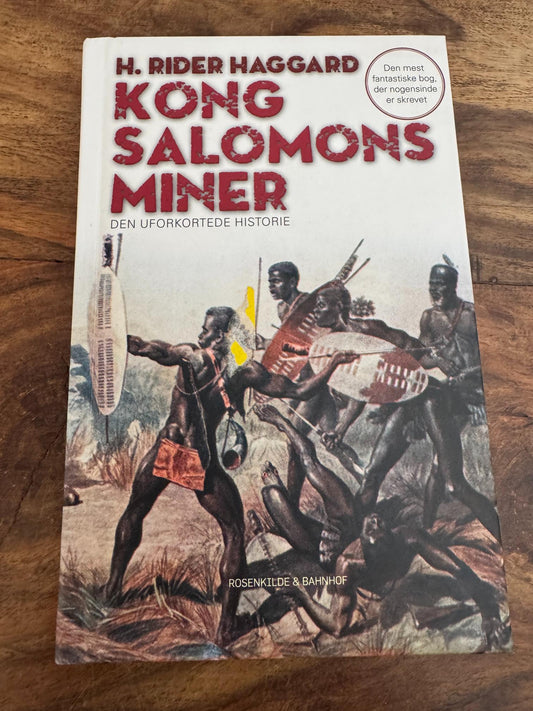 H. RIDER HAGGARD
KONG
SALOMONS
MINER
DEN UFORKORTEDE HISTORIE
Den mest
fantastiske bog,
der nogensinde
er skrevet
ROSENKILDE & BAHNHOF